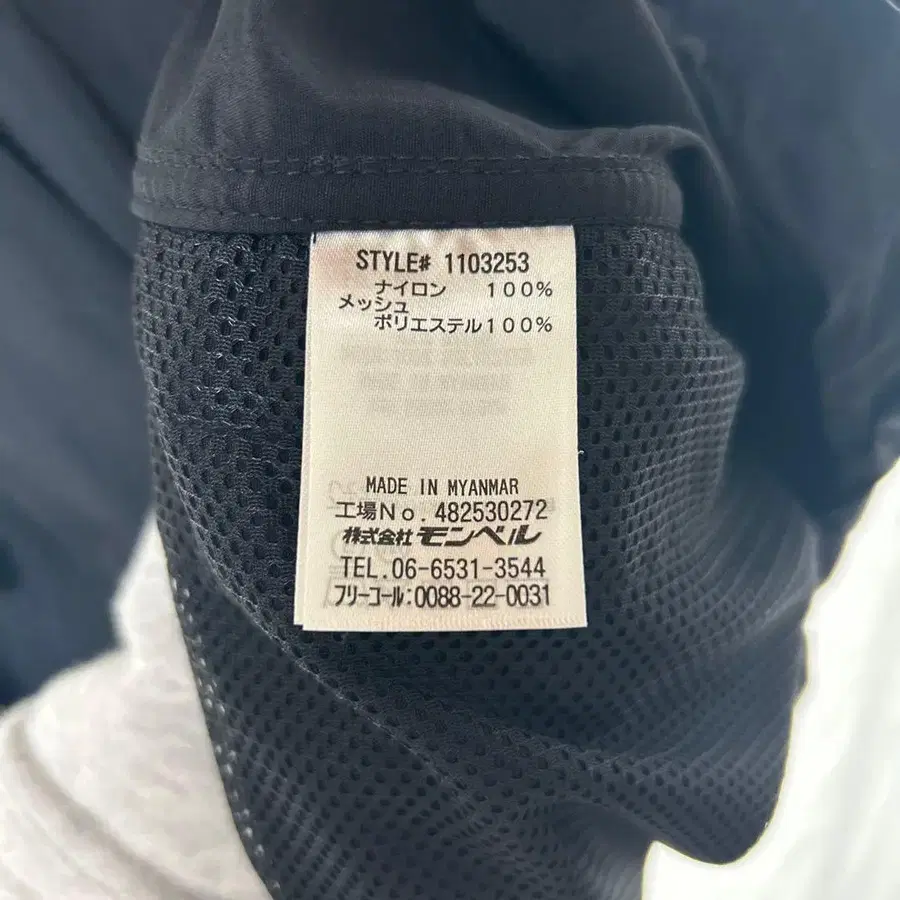 STYLE# 1103253
ナイロン 100%
メッシュ
ポリエステル100%
MADE IN MYANMAR
工場No. 482530272
株式会社モンベル
TEL.06-6531-3544
フリーコール:0088-22-0031